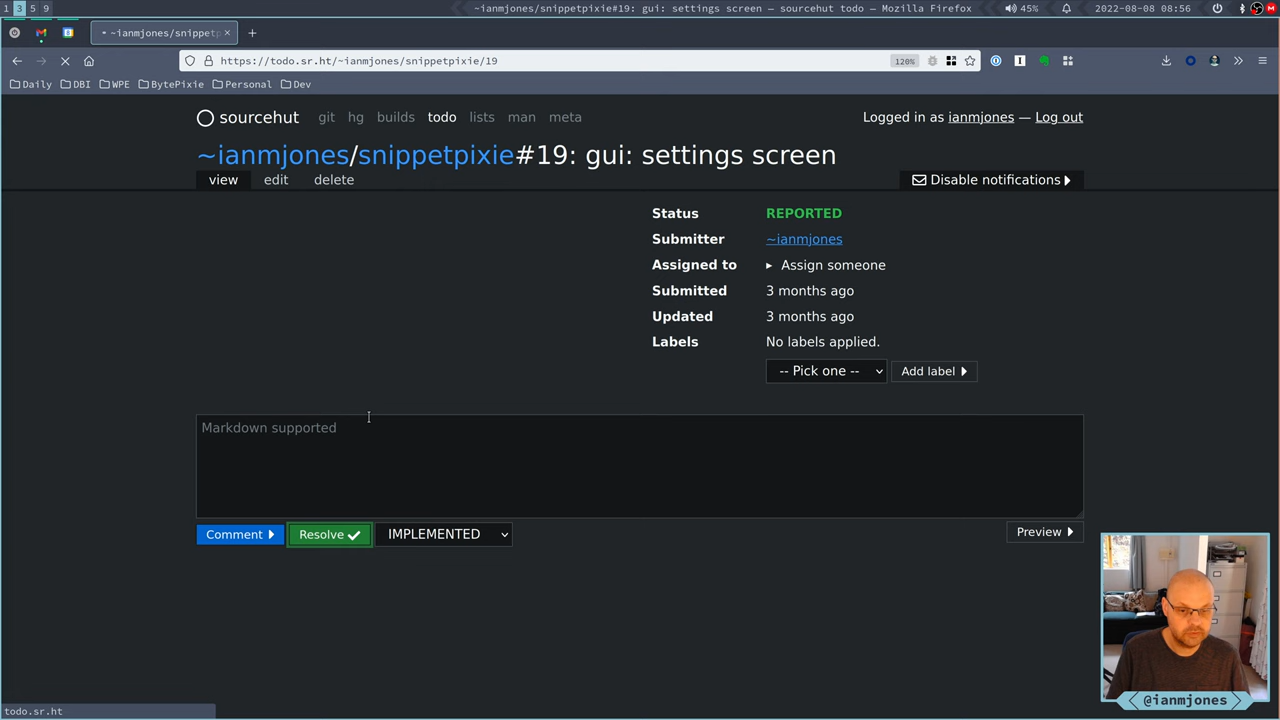 1 3 5 9 ~ianmjones/snippetpixie#19: gui: settings screen — sourcehut todo — Mozilla Firefox 45% 2022-08-08 08:56
~ianmjones/snippetp ×
https://todo.sr.ht/~ianmjones/snippetpixie/19 120%
Daily DBI WPE BytePixie Personal Dev
sourcehut git hg builds todo lists man meta Logged in as ianmjones — Log out
~ianmjones/snippetpixie#19: gui: settings screen
view edit delete Disable notifications
Status REPORTED
Submitter ~ianmjones
Assigned to Assign someone
Submitted 3 months ago
Updated 3 months ago
Labels No labels applied.
-- Pick one -- Add label
Markdown supported
Comment Resolve IMPLEMENTED Preview
@ianmjones
todo.sr.ht